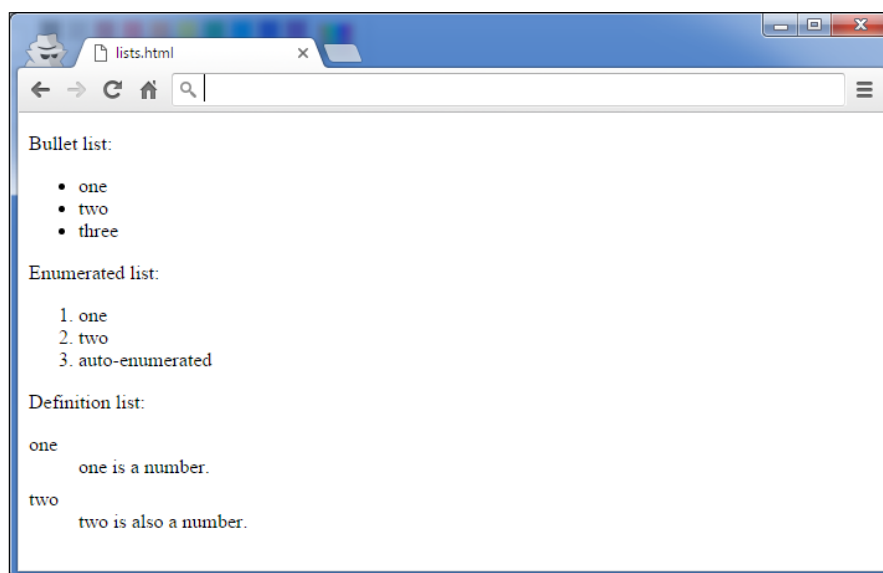 lists.html
Bullet list:
• one
• two
• three
Enumerated list:
1. one
2. two
3. auto-enumerated
Definition list:
one
one is a number.
two
two is also a number.